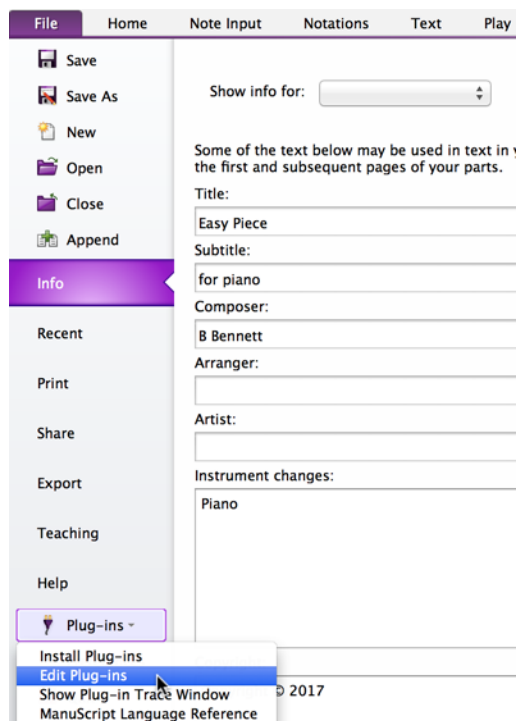 File Home Note Input Notations Text Play
Save
Save As
New
Open
Close
Append
Info
Recent
Print
Share
Export
Teaching
Help
Plug-ins
Install Plug-ins
Edit Plug-ins
Show Plug-in Trace Window
ManuScript Language Reference
Show info for:
Some of the text below may be used in text in
the first and subsequent pages of your parts.
Title:
Easy Piece
Subtitle:
for piano
Composer:
B Bennett
Arranger:
Artist:
Instrument changes:
Piano
© 2017